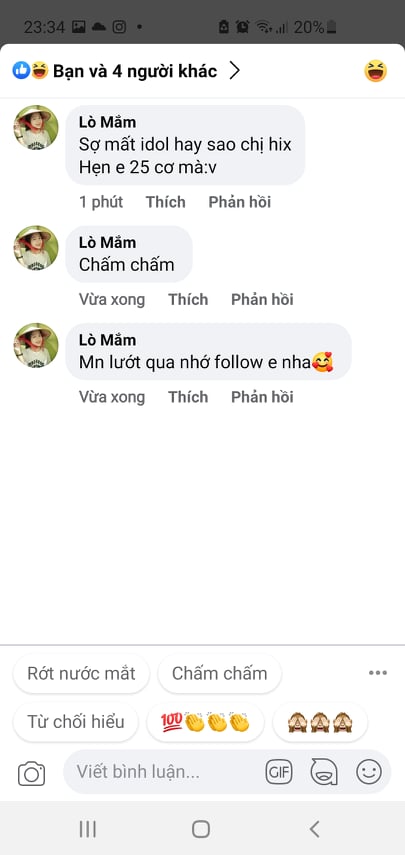 23:34
20%
Bạn và 4 người khác
Lò Mắm
Sợ mất idol hay sao chị hix
Hẹn e 25 cơ mà:v
1 phút Thích Phản hồi
Lò Mắm
Chấm chấm
Vừa xong Thích Phản hồi
Lò Mắm
Mn lướt qua nhớ follow e nha🥰
Vừa xong Thích Phản hồi
Rớt nước mắt Chấm chấm
Từ chối hiểu 💯👏👏👏 🙈🙈🙈
Viết bình luận... GIF